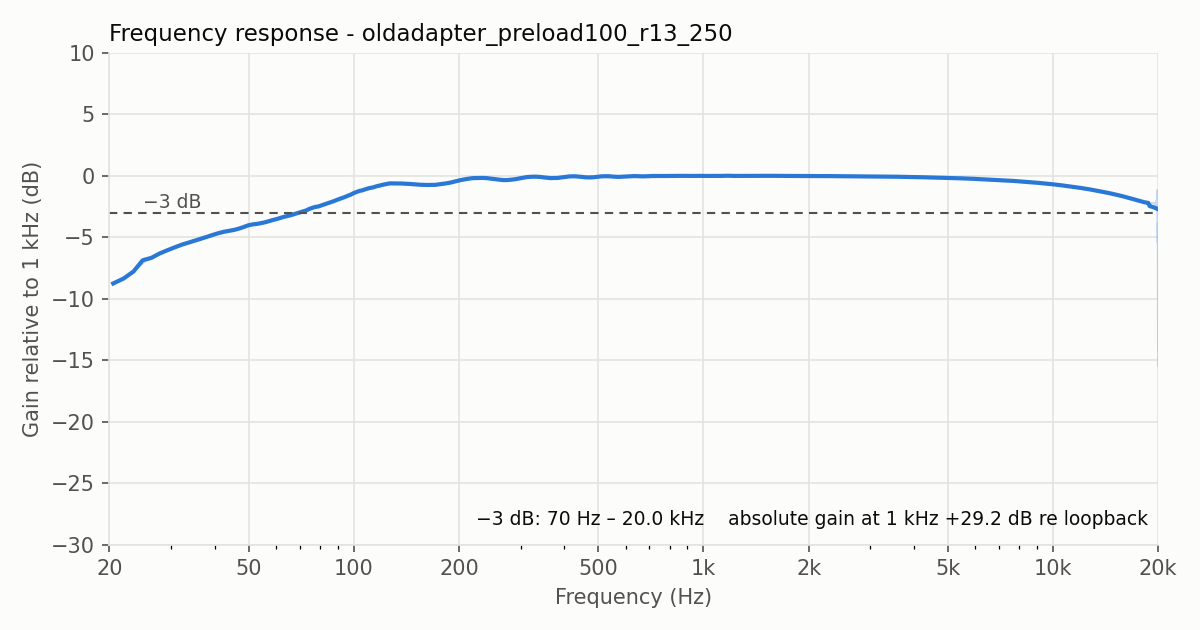 Frequency response - oldadapter_preload100_r13_250
Gain relative to 1 kHz (dB)
10
5
0
−5
−10
−15
−20
−25
−30
−3 dB
−3 dB: 70 Hz – 20.0 kHz    absolute gain at 1 kHz +29.2 dB re loopback
20 50 100 200 500 1k 2k 5k 10k 20k
Frequency (Hz)